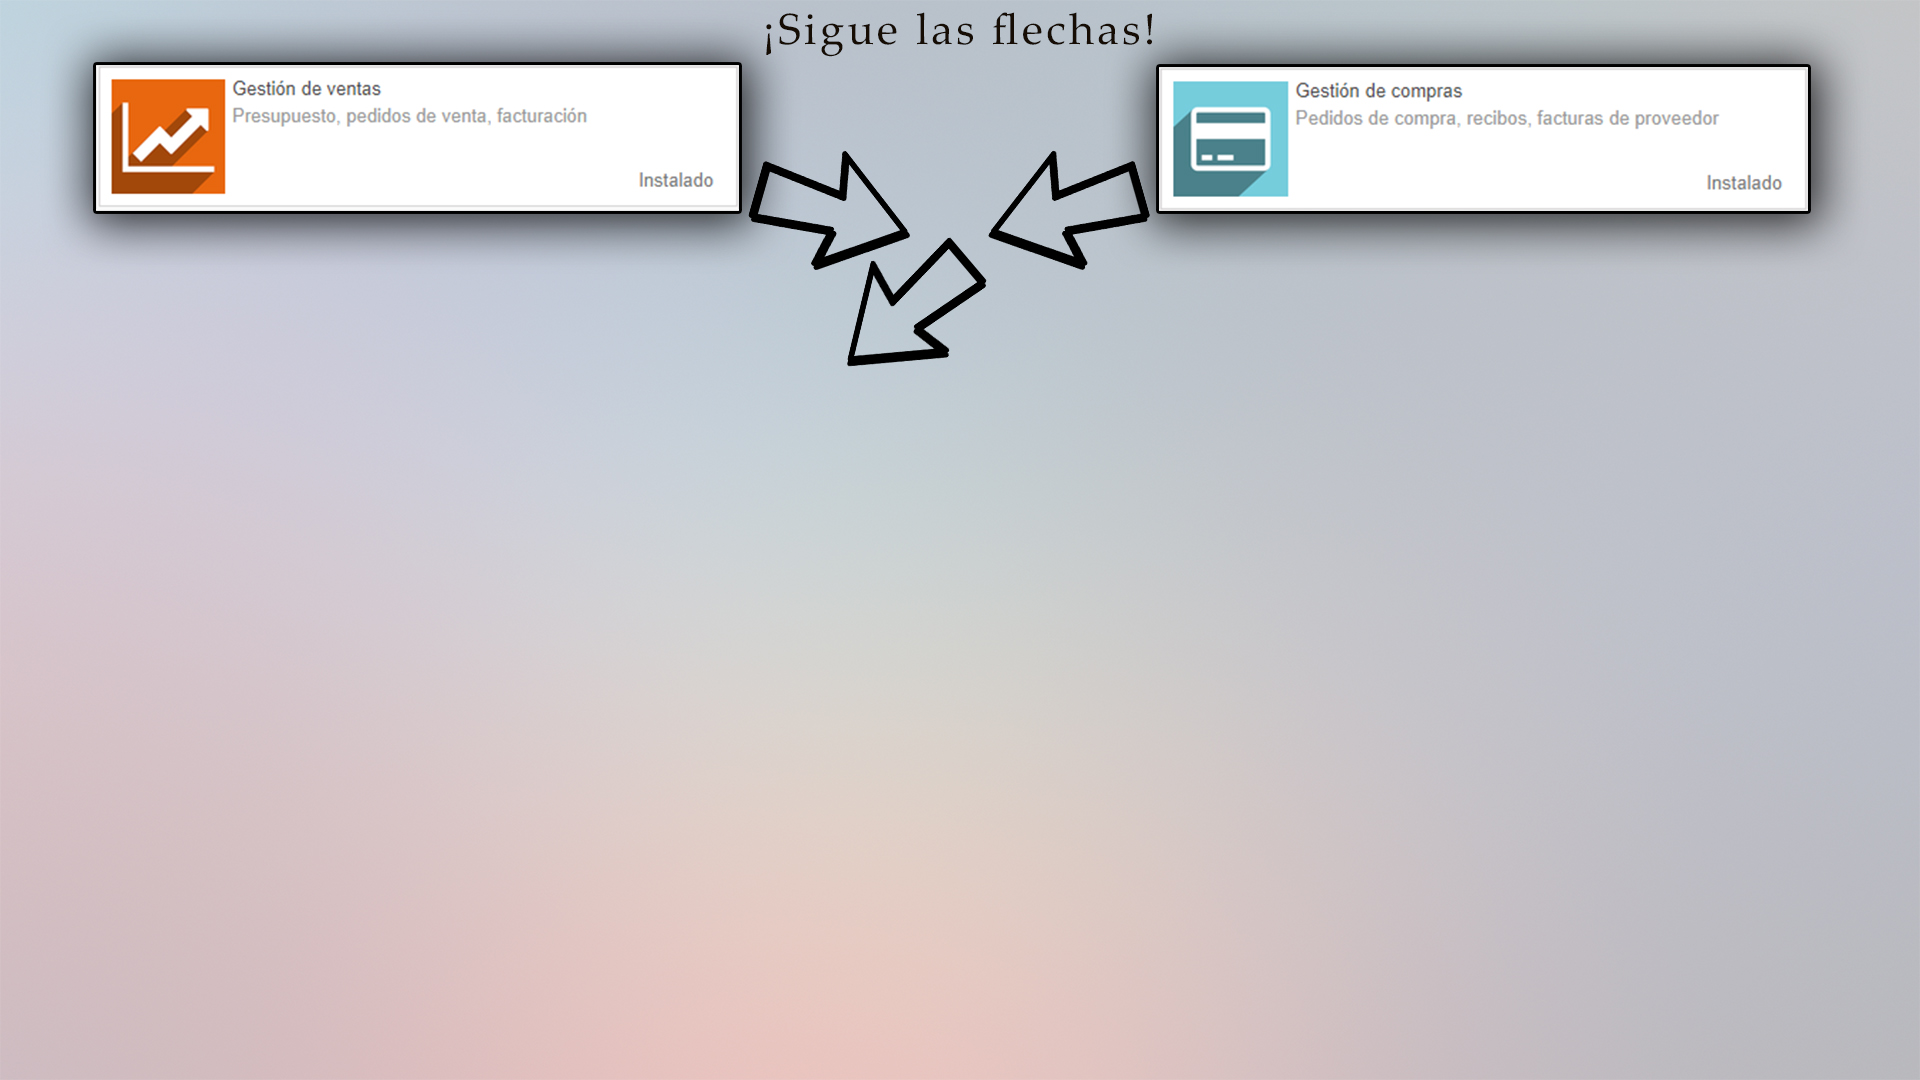 ¡Sigue las flechas!
Gestión de ventas
Presupuesto, pedidos de venta, facturación
Instalado
Gestión de compras
Pedidos de compra, recibos, facturas de proveedor
Instalado